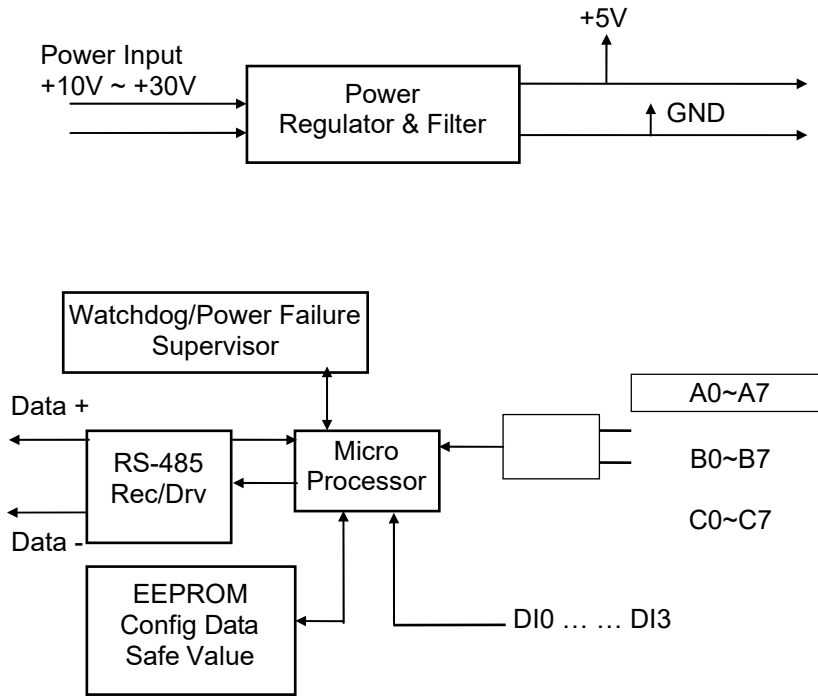 +5V
Power Input
+10V ~ +30V
Power
Regulator & Filter
GND
Watchdog/Power Failure
Supervisor
Data +
A0~A7
RS-485
Rec/Drv
Micro
Processor
B0~B7
C0~C7
Data -
EEPROM
Config Data
Safe Value
DI0 … … DI3